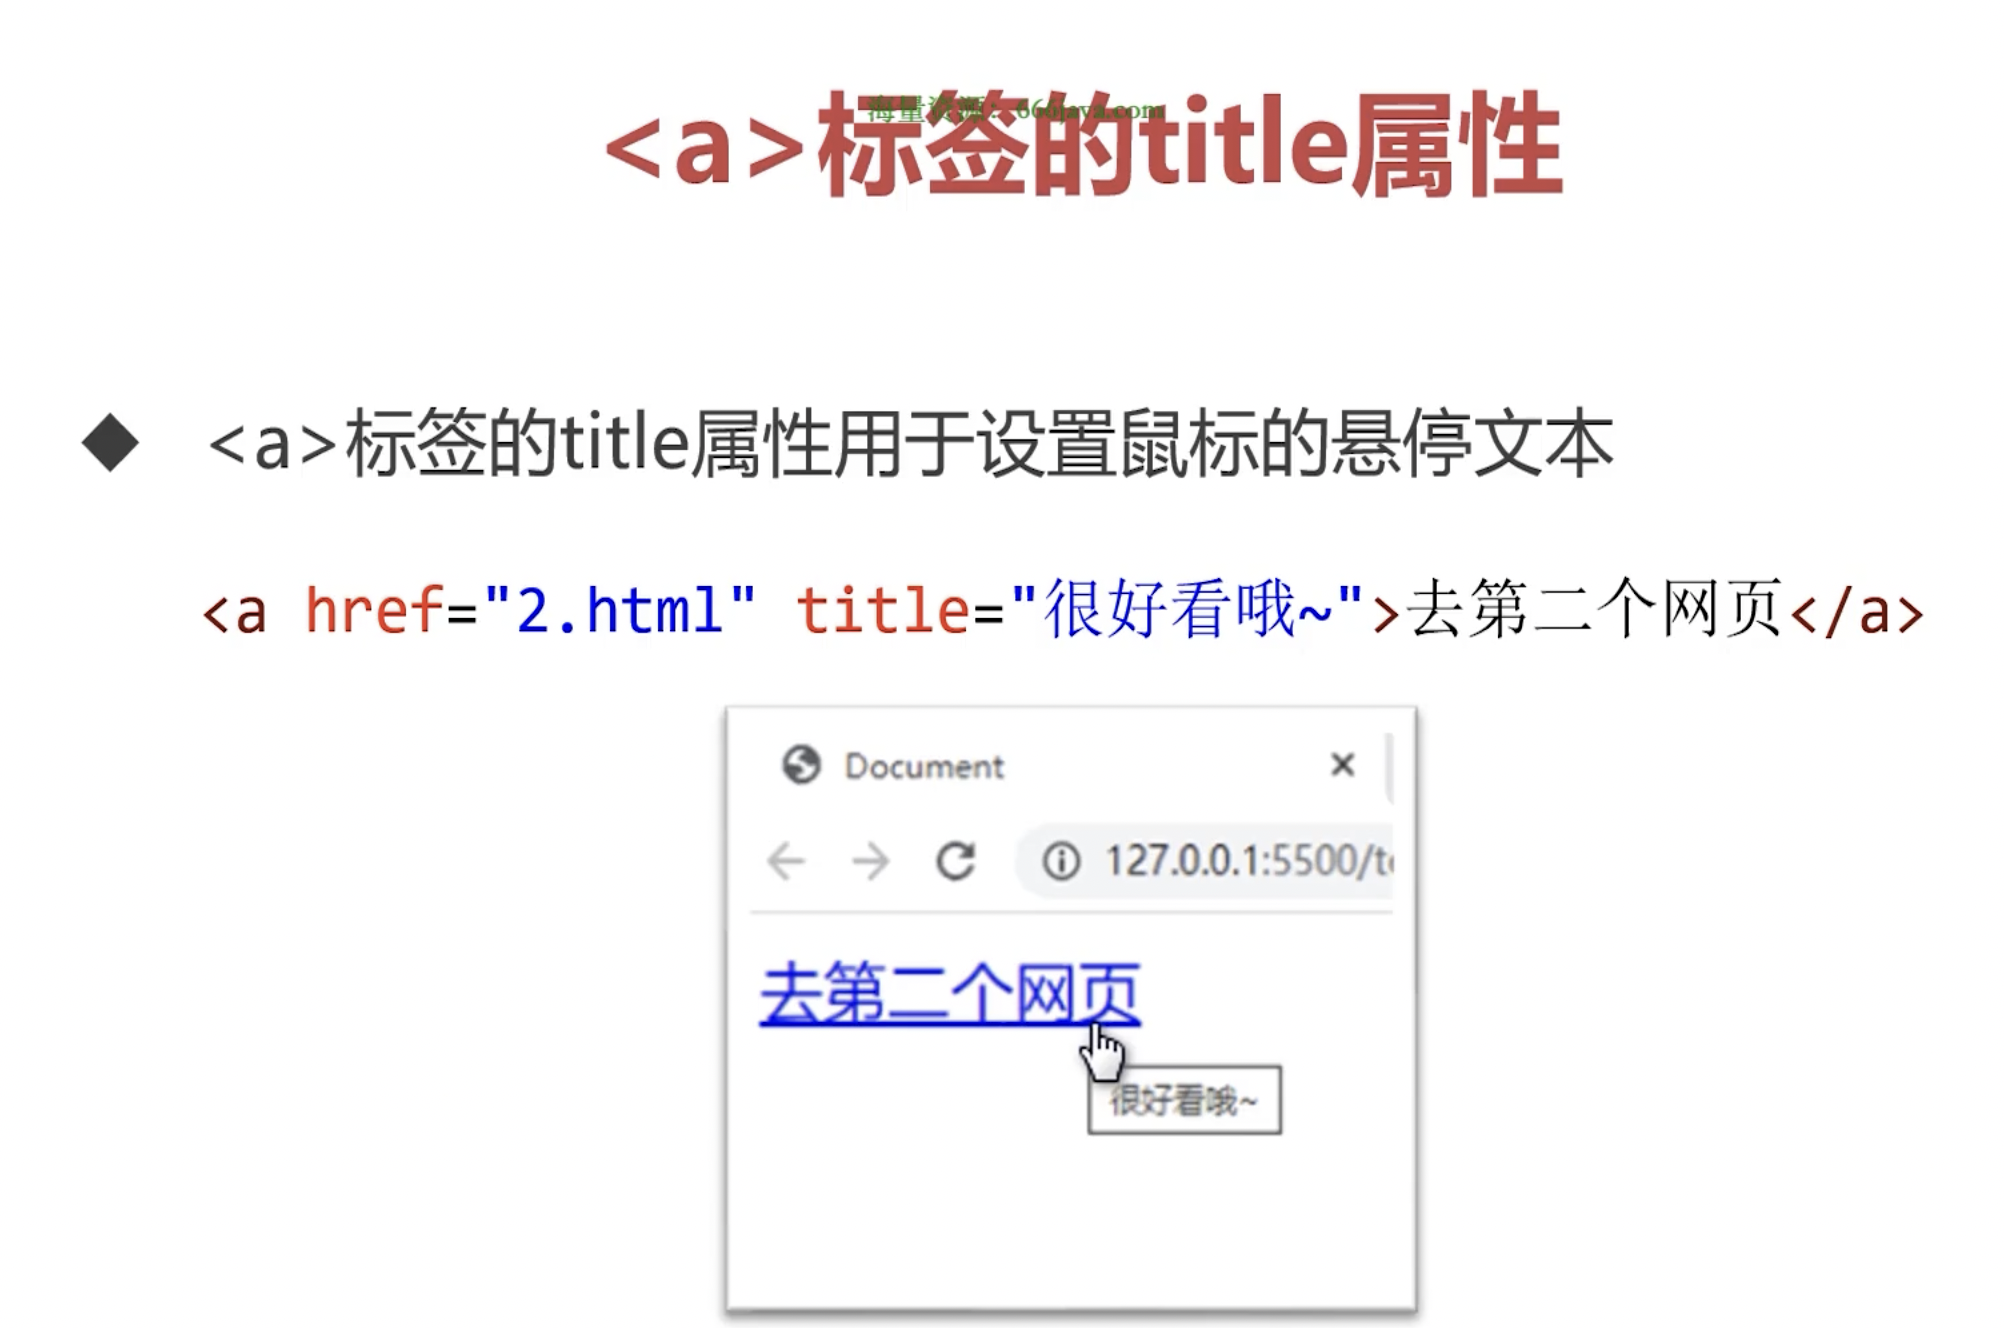 海量资源：666java.com
<a>标签的title属性
<a>标签的title属性用于设置鼠标的悬停文本
<a href="2.html" title="很好看哦~">去第二个网页</a>
Document
127.0.0.1:5500/te
去第二个网页
很好看哦~